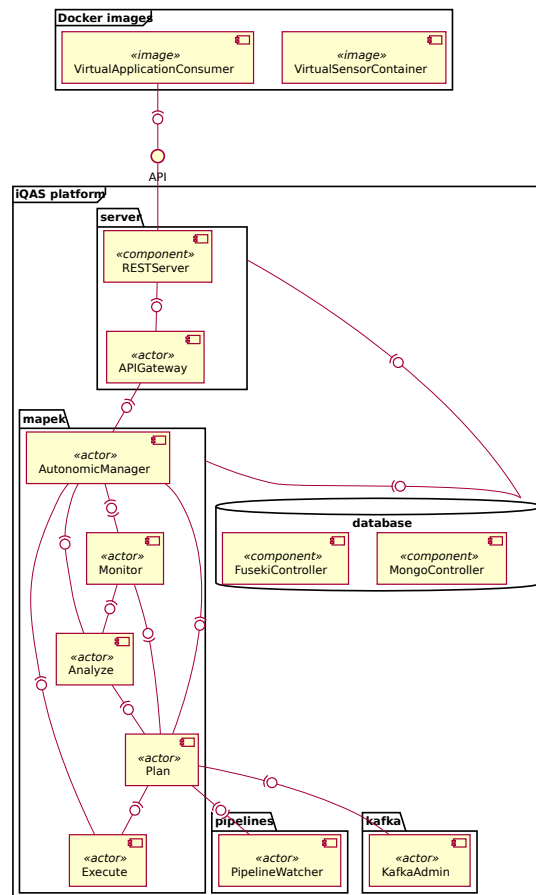 Docker images
«image»
VirtualApplicationConsumer
«image»
VirtualSensorContainer
API
iQAS platform
server
«component»
RESTServer
«actor»
APIGateway
mapek
«actor»
AutonomicManager
«actor»
Monitor
«actor»
Analyze
«actor»
Plan
«actor»
Execute
database
«component»
FusekiController
«component»
MongoController
pipelines
«actor»
PipelineWatcher
kafka
«actor»
KafkaAdmin